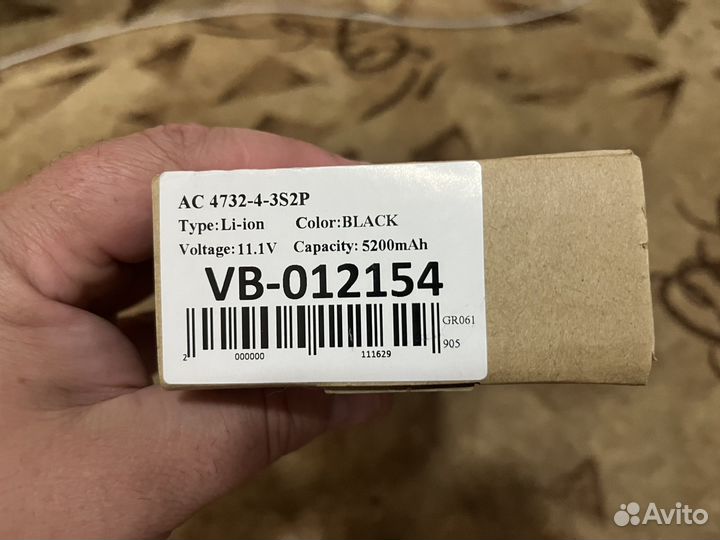 AC 4732-4-3S2P
Type:Li-ion Color:BLACK
Voltage:11.1V Capacity: 5200mAh
VB-012154
GR061
905
2 000000 111629
Avito